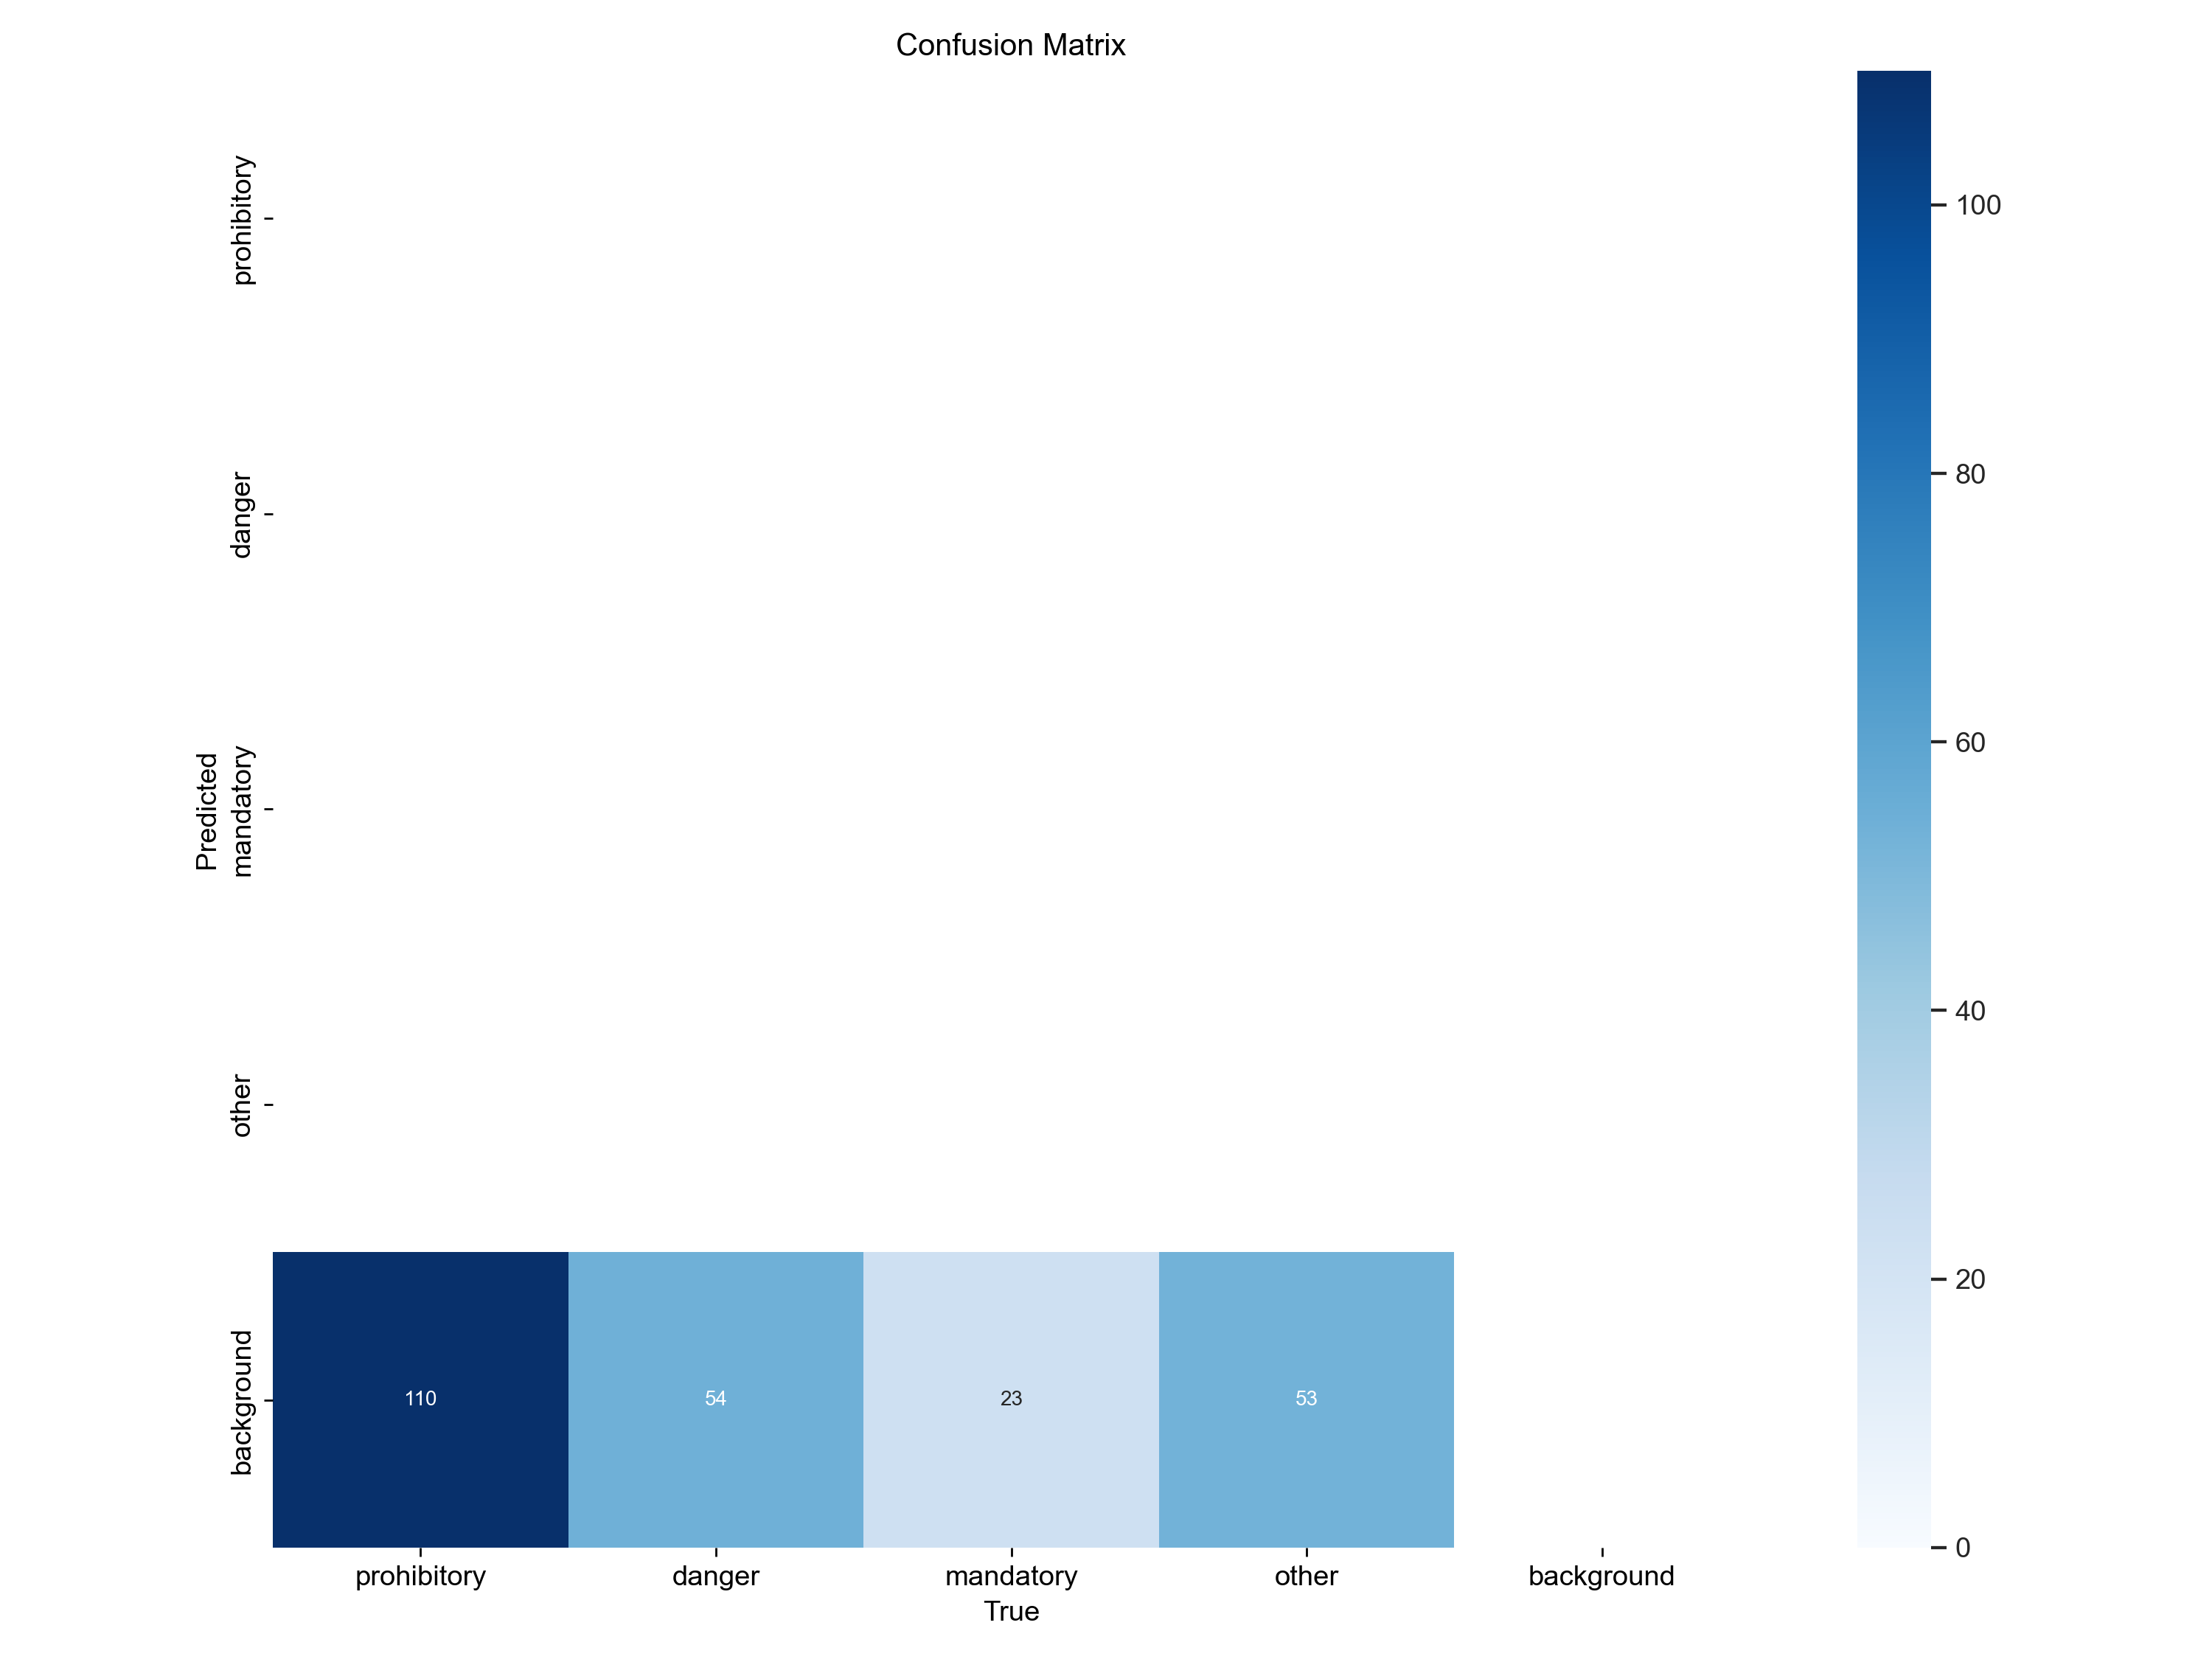 Confusion Matrix
prohibitory
danger
mandatory
other
background
Predicted
110
54
23
53
prohibitory
danger
mandatory
other
background
True
100
80
60
40
20
0